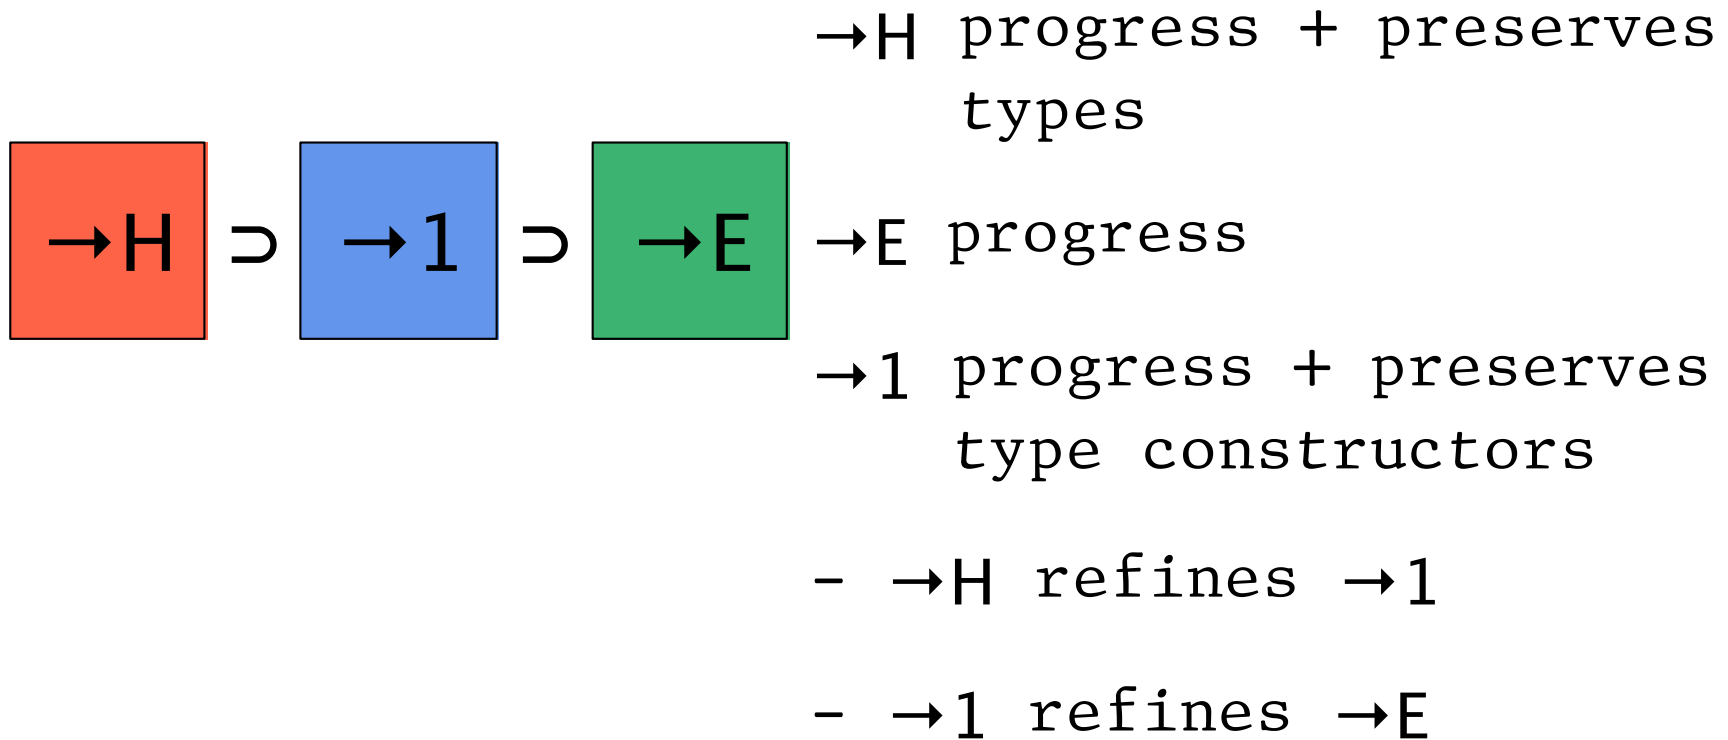 →H ⊃ →1 ⊃ →E
→H progress + preserves
types
→E progress
→1 progress + preserves
type constructors
- →H refines →1
- →1 refines →E